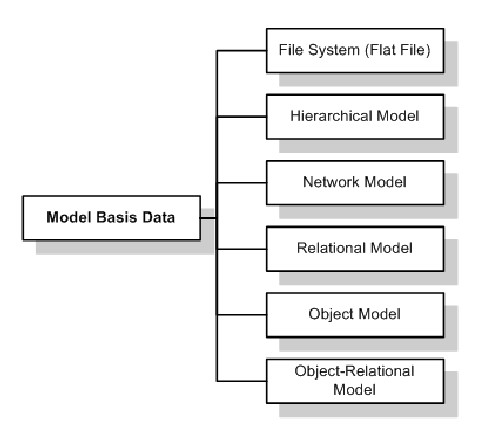 File System (Flat File)
Hierarchical Model
Network Model
Model Basis Data
Relational Model
Object Model
Object-Relational
Model